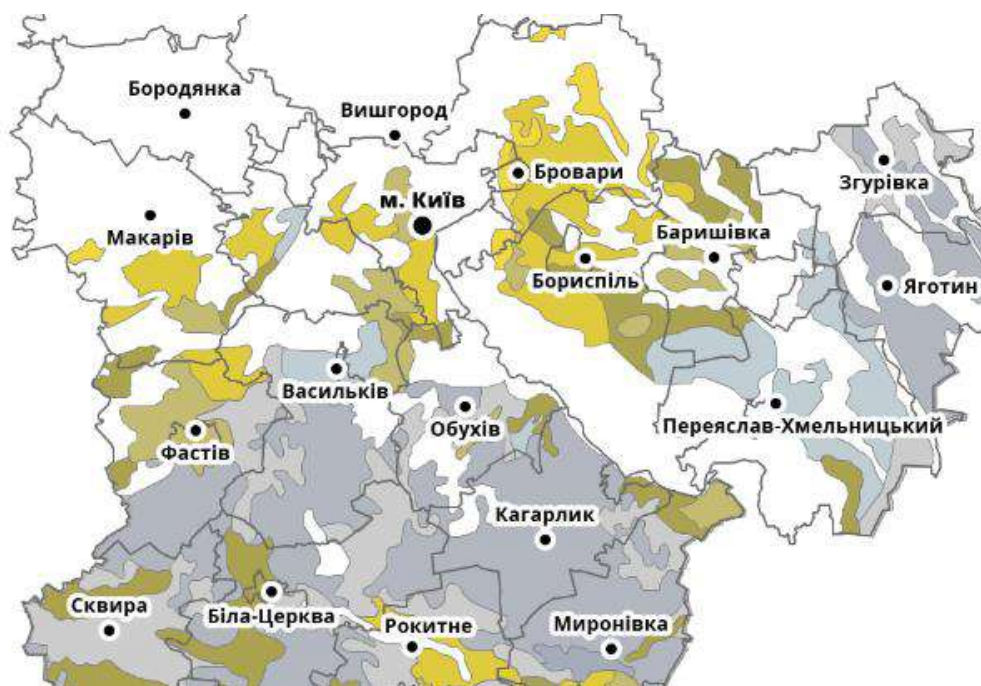 Бородянка
Вишгород
Бровари
Згурівка
м. Київ
Макарів
Баришівка
Бориспіль
Яготин
Васильків
Обухів
Переяслав-Хмельницький
Фастів
Кагарлик
Сквира
Біла-Церква
Рокитне
Миронівка